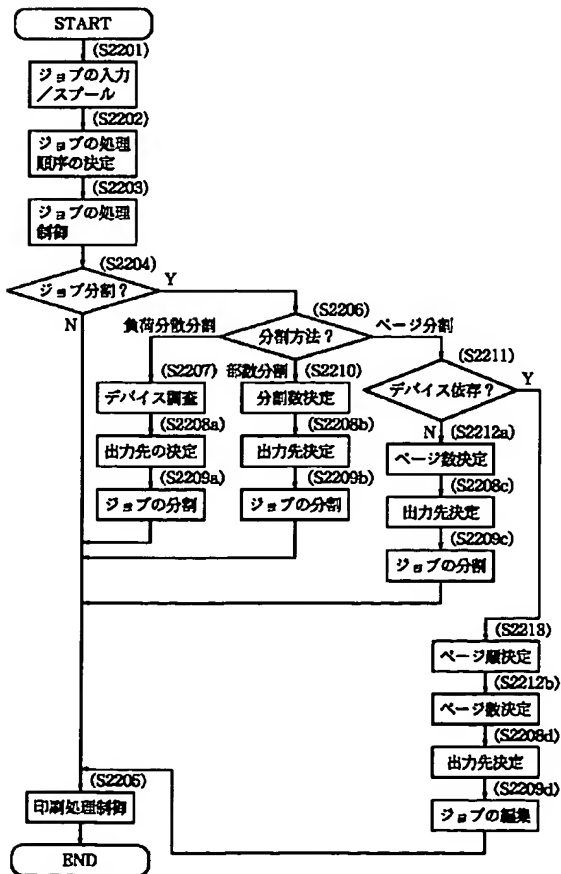 START
(S2201)
ジョブの入力
/スプール
(S2202)
ジョブの処理
順序の決定
(S2203)
ジョブの処理
制御
(S2204)
ジョブ分割?
Y
N
(S2206)
分割方法?
負荷分散分割
ページ分割
(S2207)
デバイス調査
(S2208a)
出力先の決定
(S2209a)
ジョブの分割
部数分割
(S2210)
分割数決定
(S2208b)
出力先決定
(S2209b)
ジョブの分割
(S2211)
デバイス依存?
Y
N
(S2212a)
ページ数決定
(S2208c)
出力先決定
(S2209c)
ジョブの分割
(S2213)
ページ順決定
(S2212b)
ページ数決定
(S2208d)
出力先決定
(S2209d)
ジョブの編集
(S2205)
印刷処理制御
END